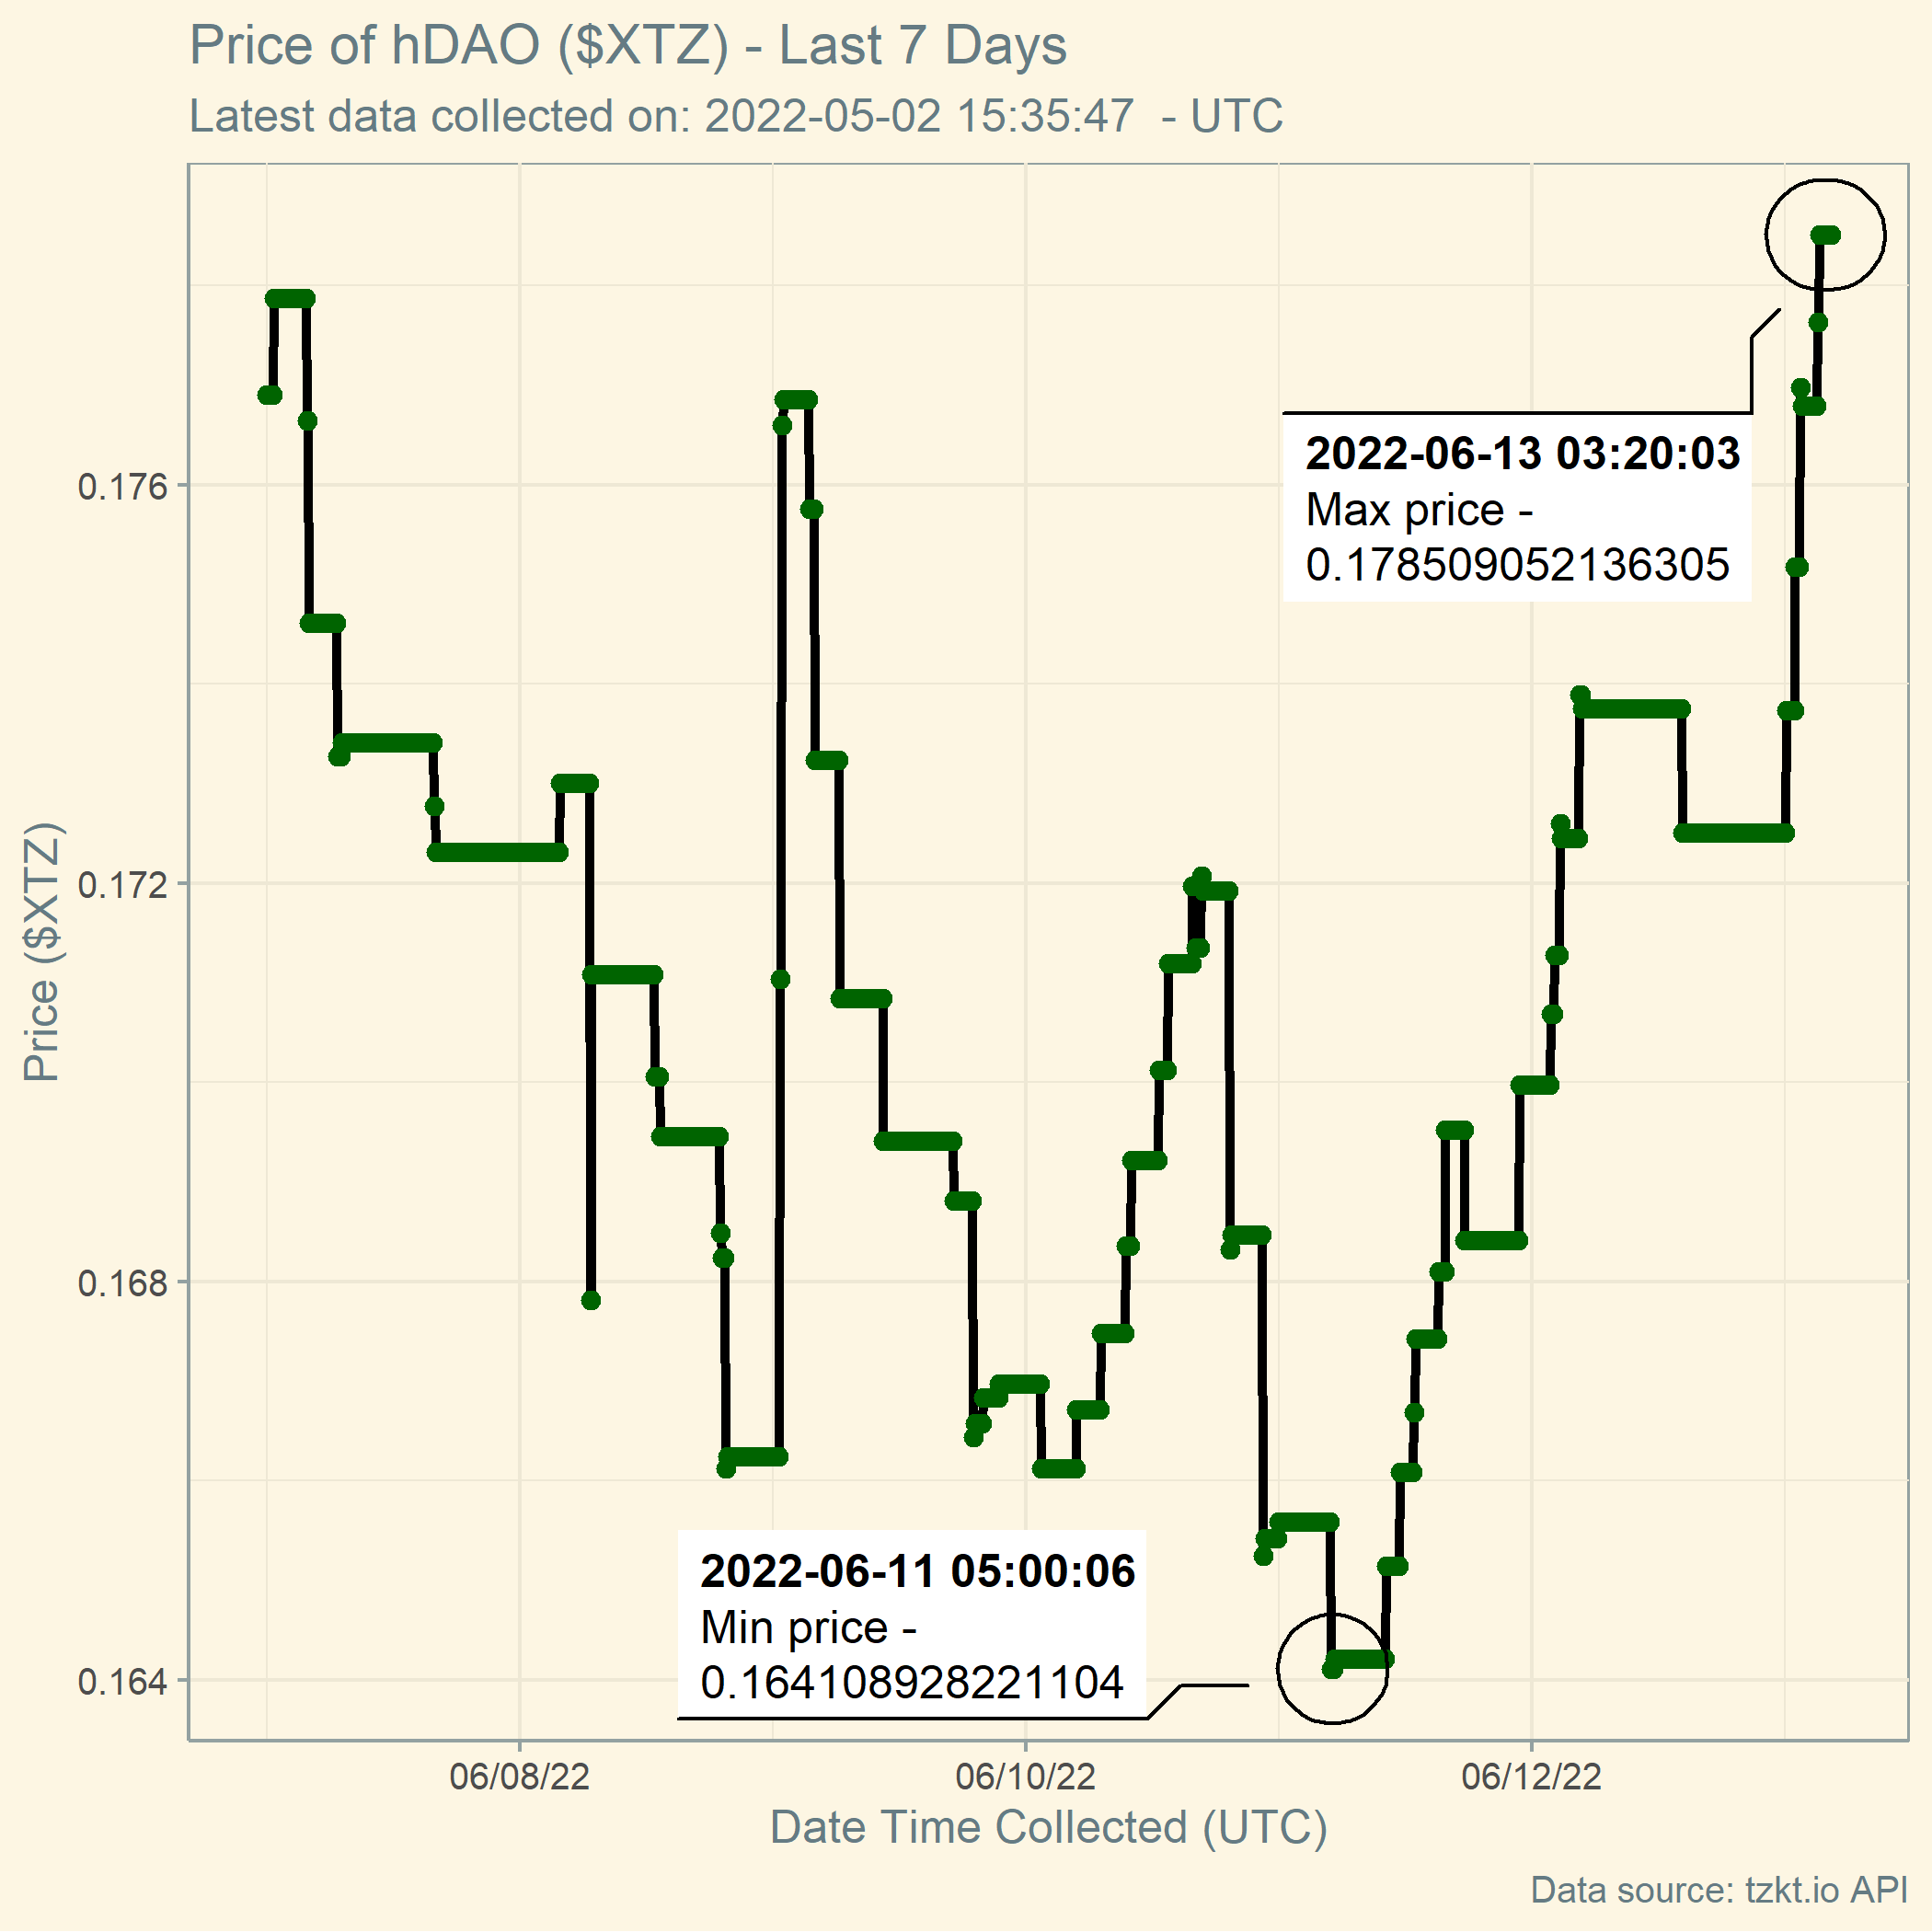 Price of hDAO ($XTZ) - Last 7 Days
Latest data collected on: 2022-05-02 15:35:47  - UTC
Price ($XTZ)
0.176
0.172
0.168
0.164
2022-06-13 03:20:03
Max price -
0.178509052136305
2022-06-11 05:00:06
Min price -
0.164108928221104
06/08/22
06/10/22
06/12/22
Date Time Collected (UTC)
Data source: tzkt.io API